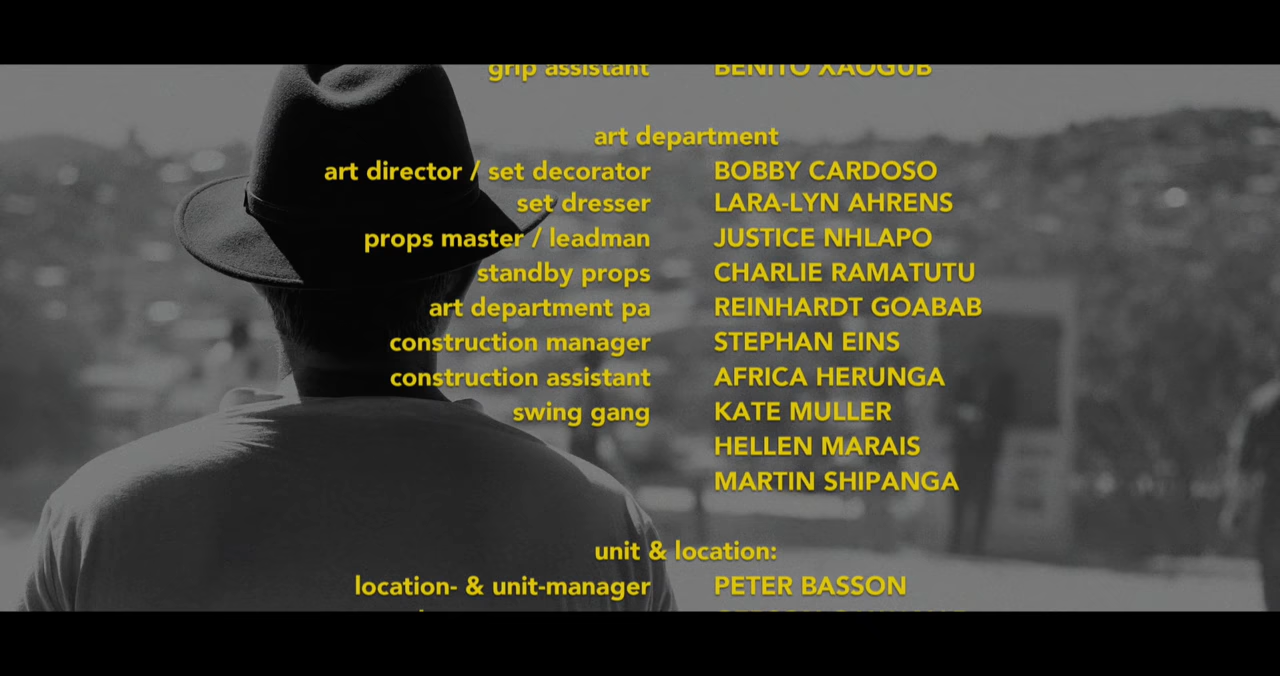 grip assistant BENITO XAOGUB
art department
art director / set decorator BOBBY CARDOSO
set dresser LARA-LYN AHRENS
props master / leadman JUSTICE NHLAPO
standby props CHARLIE RAMATUTU
art department pa REINHARDT GOABAB
construction manager STEPHAN EINS
construction assistant AFRICA HERUNGA
swing gang KATE MULLER
HELLEN MARAIS
MARTIN SHIPANGA
unit & location:
location- & unit-manager PETER BASSON